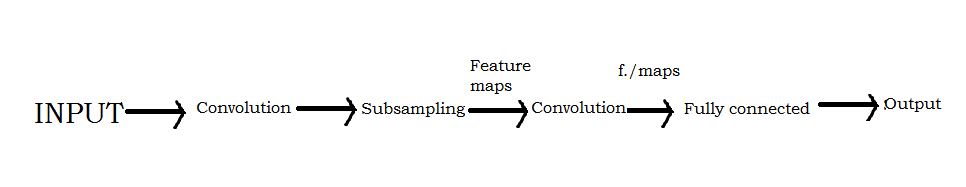 Feature
maps
f./maps
INPUT Convolution Subsampling Convolution Fully connected Output